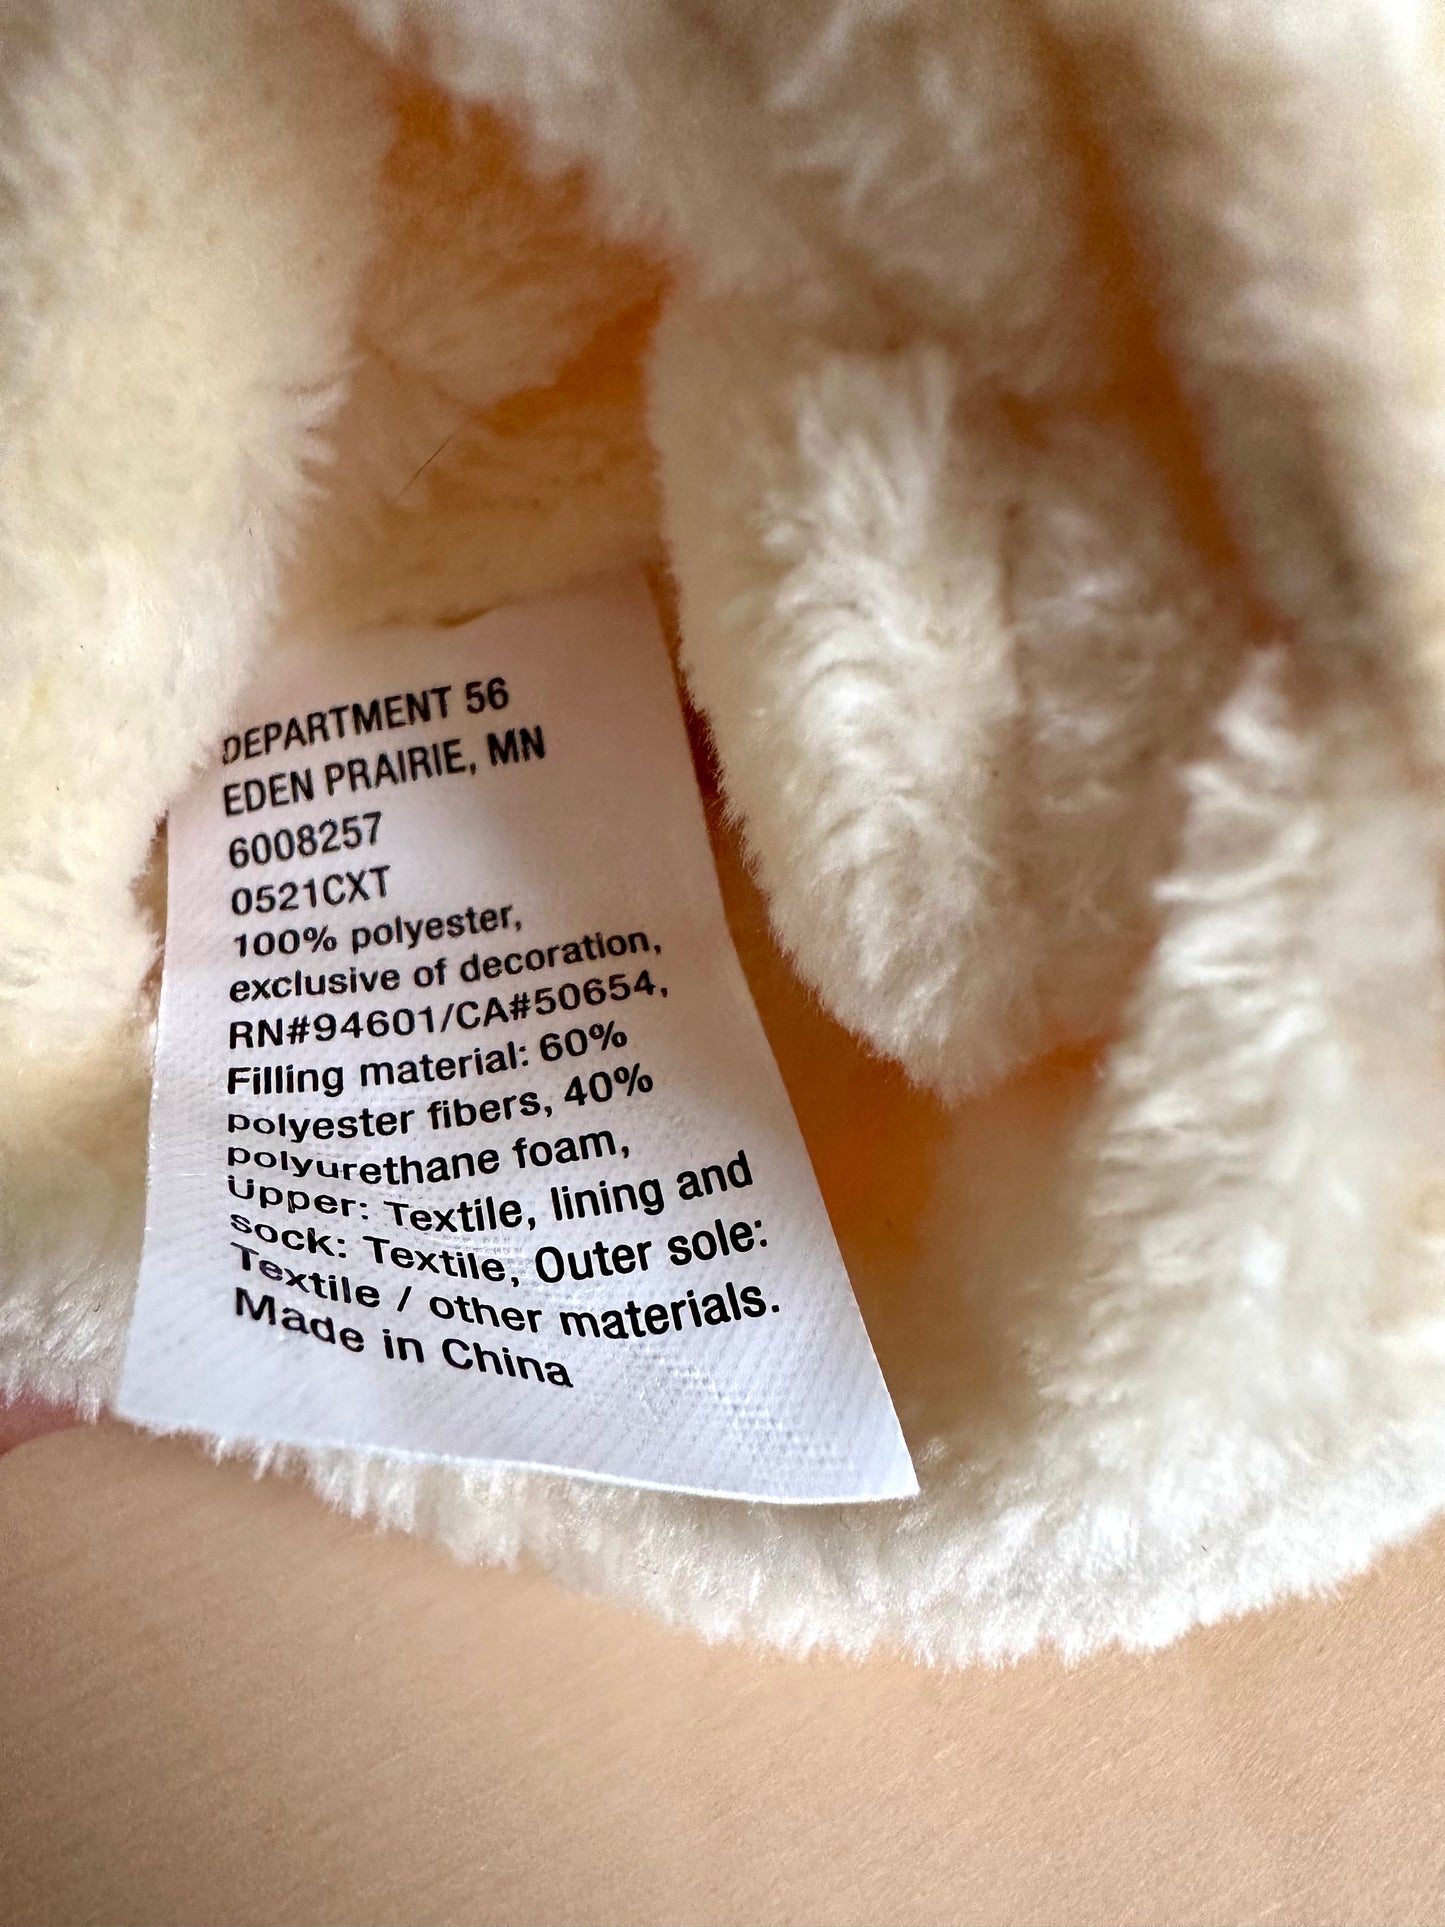 DEPARTMENT 56
EDEN PRAIRIE, MN
6008257
0521CXT
100% polyester,
exclusive of decoration,
RN#94601/CA#50654,
Filling material: 60%
polyester fibers, 40%
polyurethane foam,
Upper: Textile, lining and
sock: Textile, Outer sole:
Textile / other materials.
Made in China